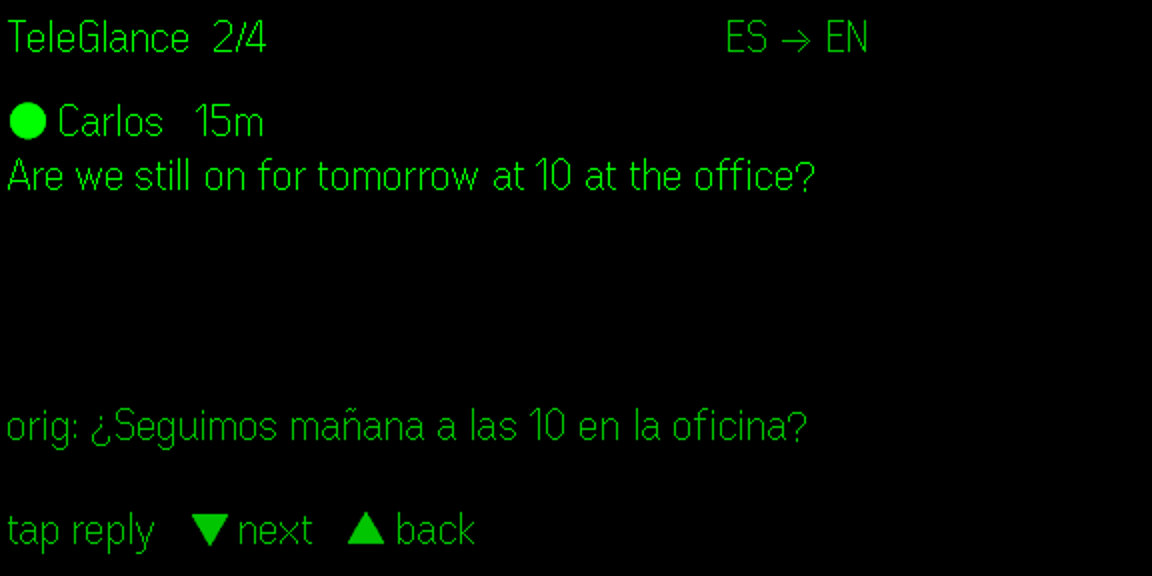 TeleGlance 2/4 ES → EN
● Carlos 15m
Are we still on for tomorrow at 10 at the office?
orig: ¿Seguimos mañana a las 10 en la oficina?
tap reply ▼ next ▲ back